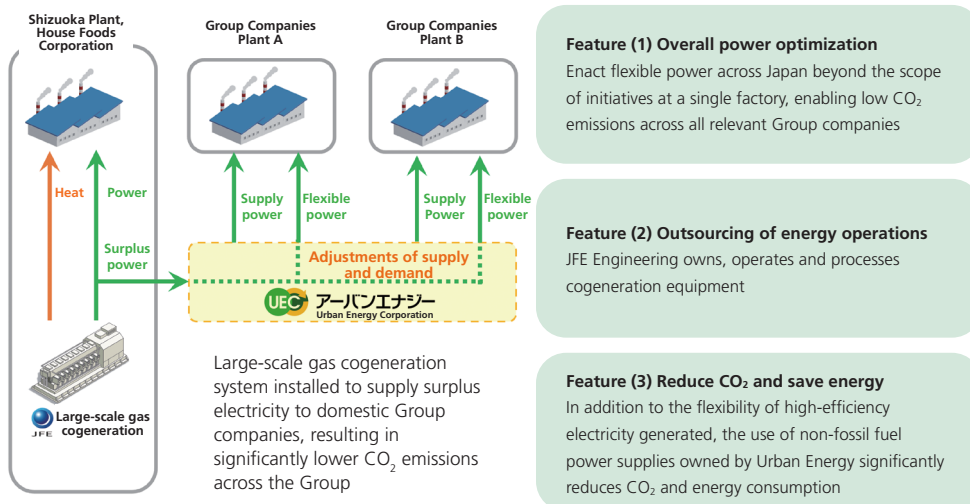 Shizuoka Plant,
House Foods
Corporation
Group Companies
Plant A
Group Companies
Plant B
Heat
Power
Surplus
power
Supply
power
Flexible
power
Supply
Power
Flexible
power
Adjustments of supply
and demand
UEC アーバンエナジー
Urban Energy Corporation
JFE
Large-scale gas
cogeneration
Large-scale gas cogeneration
system installed to supply surplus
electricity to domestic Group
companies, resulting in
significantly lower CO₂ emissions
across the Group
Feature (1) Overall power optimization
Enact flexible power across Japan beyond the scope
of initiatives at a single factory, enabling low CO₂
emissions across all relevant Group companies
Feature (2) Outsourcing of energy operations
JFE Engineering owns, operates and processes
cogeneration equipment
Feature (3) Reduce CO₂ and save energy
In addition to the flexibility of high-efficiency
electricity generated, the use of non-fossil fuel
power supplies owned by Urban Energy significantly
reduces CO₂ and energy consumption